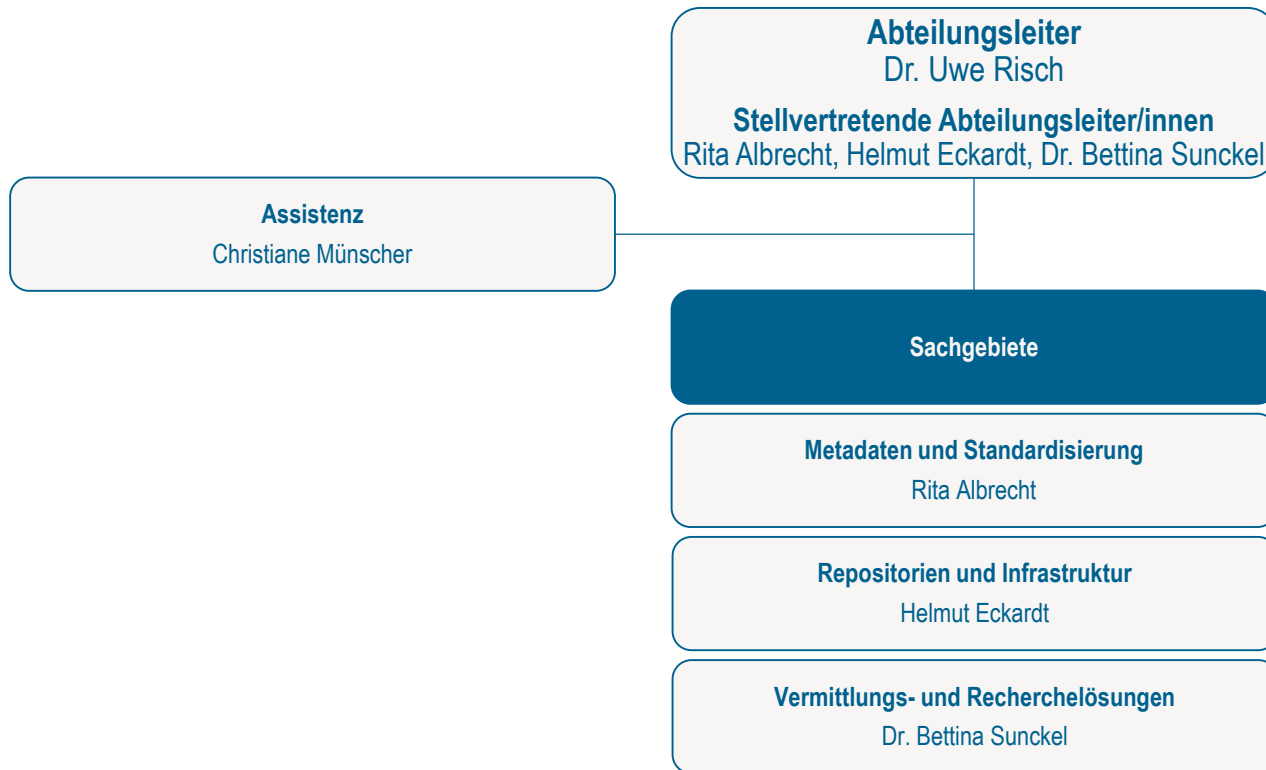 Abteilungsleiter
Dr. Uwe Risch
Stellvertretende Abteilungsleiter/innen
Rita Albrecht, Helmut Eckardt, Dr. Bettina Sunckel
Assistenz
Christiane Münscher
Sachgebiete
Metadaten und Standardisierung
Rita Albrecht
Repositorien und Infrastruktur
Helmut Eckardt
Vermittlungs- und Recherchelösungen
Dr. Bettina Sunckel